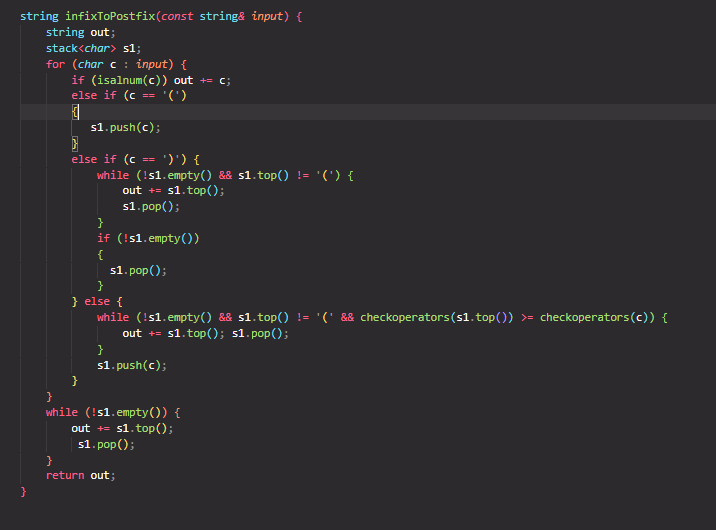 string infixToPostfix(const string& input) {
    string out;
    stack<char> s1;
    for (char c : input) {
        if (isalnum(c)) out += c;
        else if (c == '(')
        {
           s1.push(c);
        }
        else if (c == ')') {
            while (!s1.empty() && s1.top() != '(') {
                out += s1.top();
                s1.pop();
            }
            if (!s1.empty())
            {
              s1.pop();
            }
        } else {
            while (!s1.empty() && s1.top() != '(' && checkoperators(s1.top()) >= checkoperators(c)) {
                out += s1.top(); s1.pop();
            }
            s1.push(c);
        }
    }
    while (!s1.empty()) {
        out += s1.top();
         s1.pop();
    }
    return out;
}